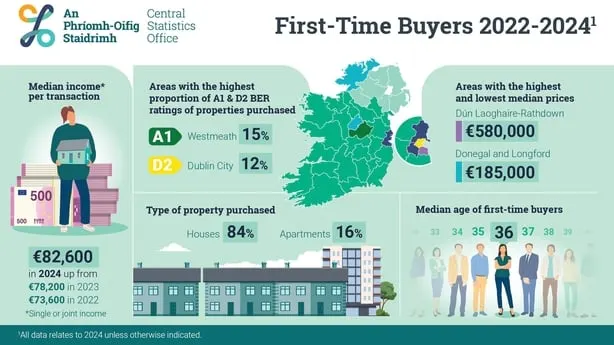 An
Phríomh-Oifig
Staidrimh
Central
Statistics
Office
First-Time Buyers 2022-2024¹
Median income*
per transaction
500
500
€82,600
in 2024 up from
€78,200 in 2023
€73,600 in 2022
*Single or joint income
Areas with the highest
proportion of A1 & D2 BER
ratings of properties purchased
A1 Westmeath 15%
D2 Dublin City 12%
Areas with the highest
and lowest median prices
Dún Laoghaire-Rathdown
€580,000
Donegal and Longford
€185,000
Type of property purchased
Houses 84% Apartments 16%
Median age of first-time buyers
33 34 35 36 37 38 39
¹All data relates to 2024 unless otherwise indicated.